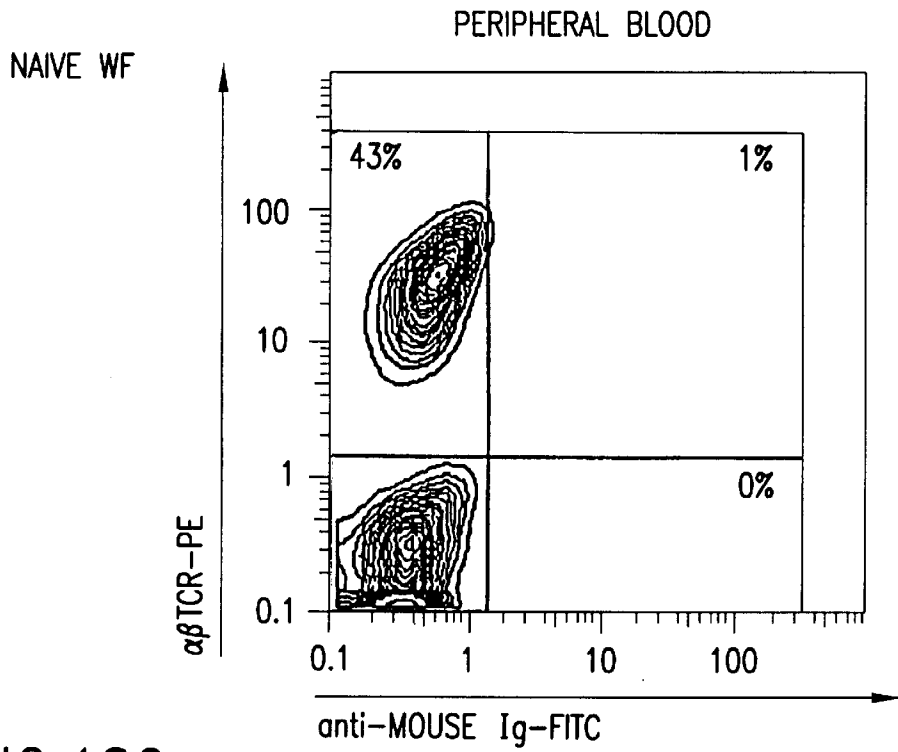 PERIPHERAL BLOOD
NAIVE WF
43%
1%
0%
100
10
1
0.1
αβTCR-PE
0.1 1 10 100
anti-MOUSE Ig-FITC